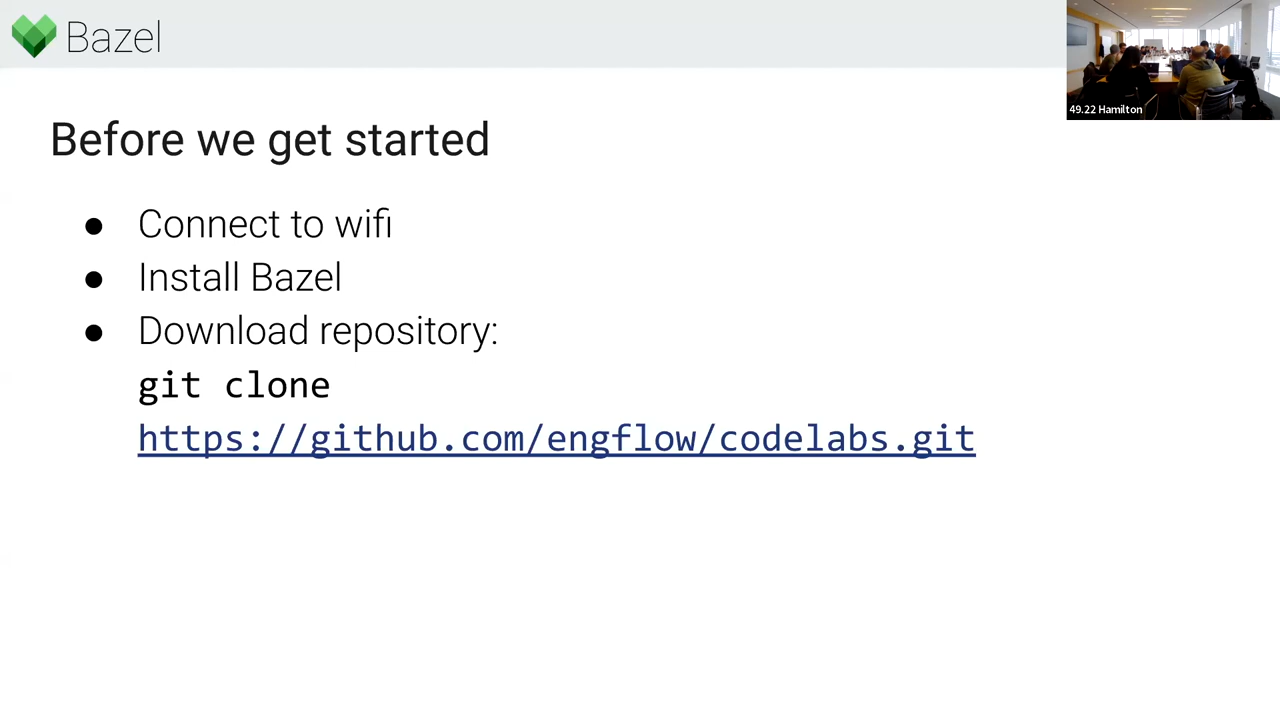 Bazel
49.22 Hamilton
Before we get started
● Connect to wifi
● Install Bazel
● Download repository:
git clone
https://github.com/engflow/codelabs.git